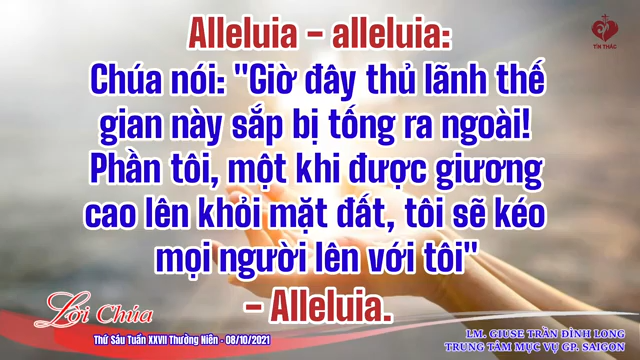 Alleluia - alleluia:
Chúa nói: "Giờ đây thủ lãnh thế
gian này sắp bị tống ra ngoài!
Phần tôi, một khi được giương
cao lên khỏi mặt đất, tôi sẽ kéo
mọi người lên với tôi"
- Alleluia.
TÍN THÁC
Lời Chúa
Thứ Sáu Tuần XXVII Thường Niên - 08/10/2021
LM. GIUSE TRẦN ĐÌNH LONG
TRUNG TÂM MỤC VỤ GP. SAIGON